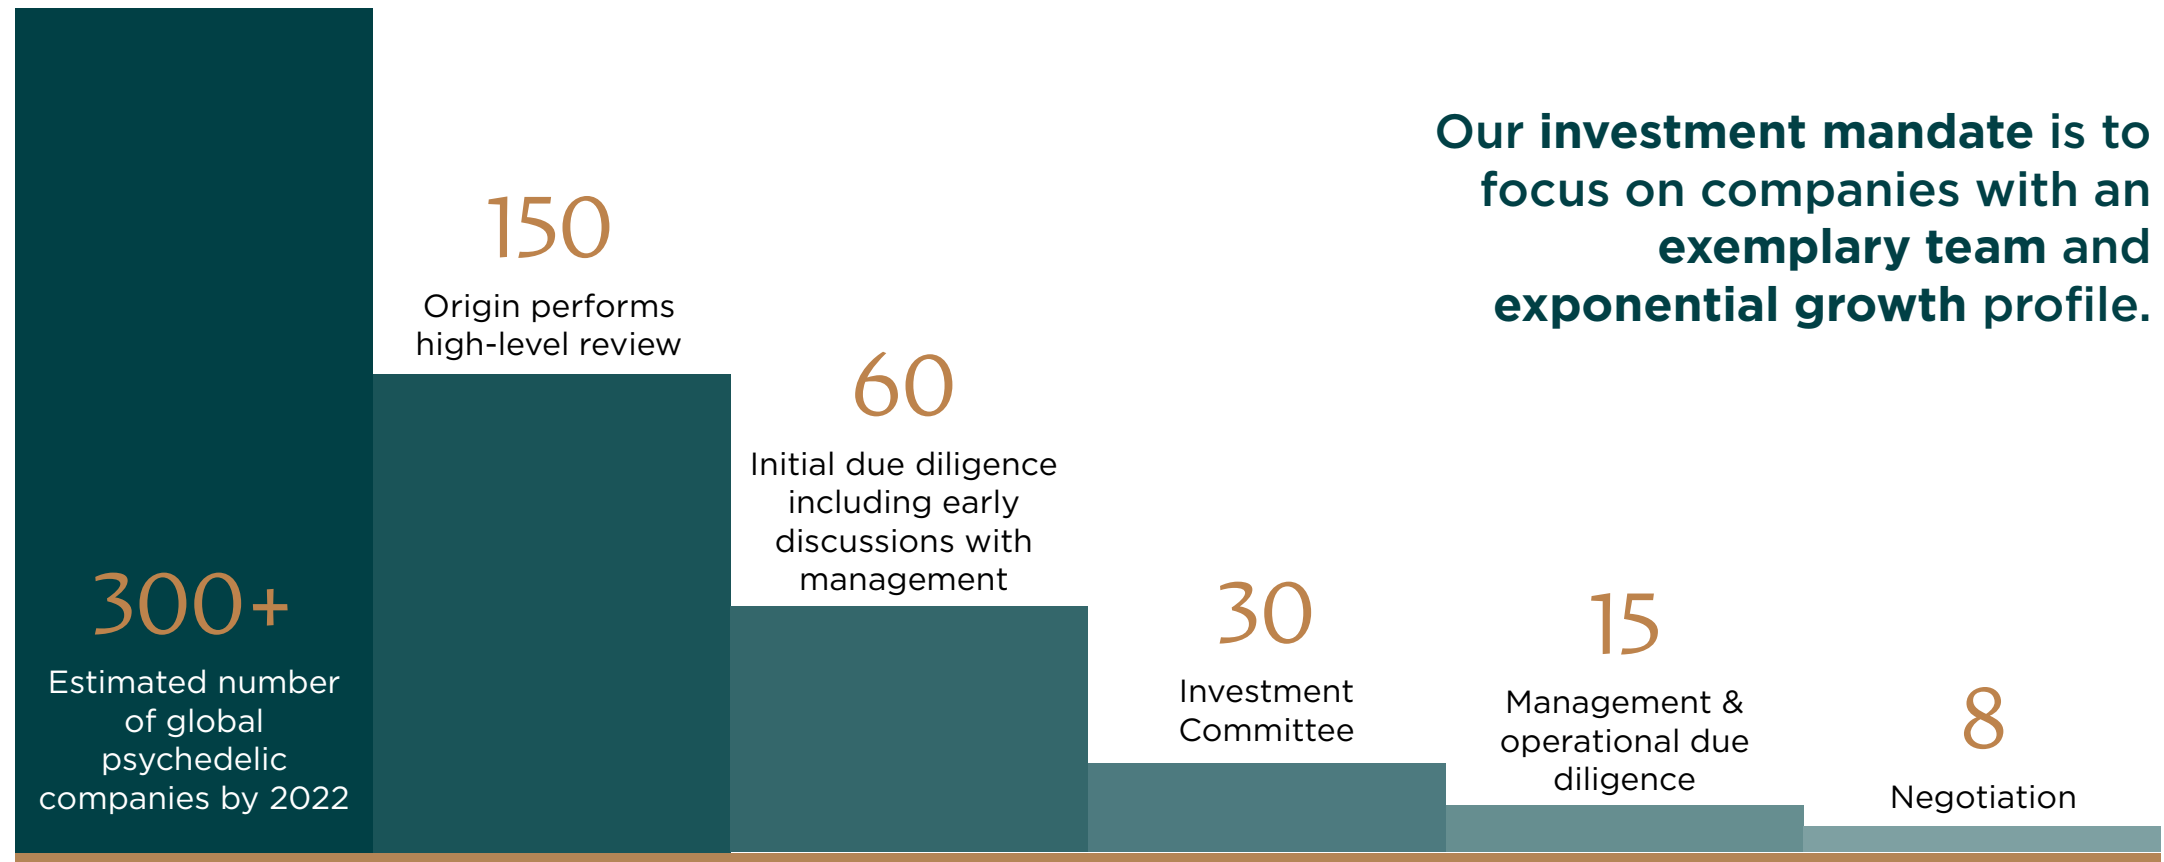 300+
Estimated number
of global
psychedelic
companies by 2022
150
Origin performs
high-level review
60
Initial due diligence
including early
discussions with
management
30
Investment
Committee
15
Management &
operational due
diligence
8
Negotiation
Our investment mandate is to
focus on companies with an
exemplary team and
exponential growth profile.